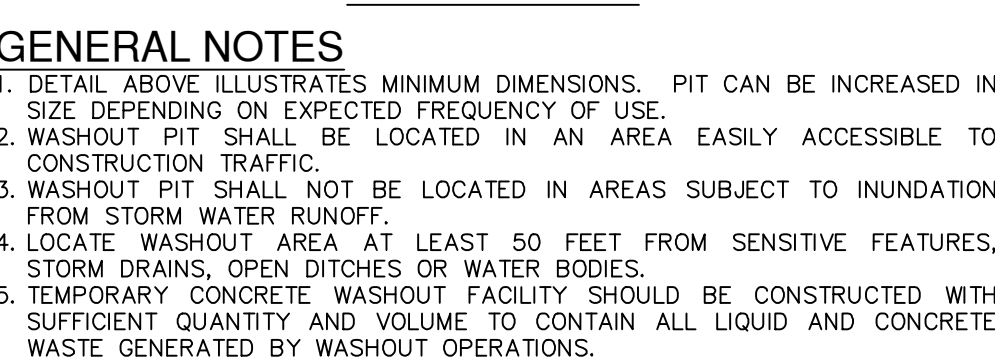 GENERAL NOTES
1. DETAIL ABOVE ILLUSTRATES MINIMUM DIMENSIONS. PIT CAN BE INCREASED IN
SIZE DEPENDING ON EXPECTED FREQUENCY OF USE.
2. WASHOUT PIT SHALL BE LOCATED IN AN AREA EASILY ACCESSIBLE TO
CONSTRUCTION TRAFFIC.
3. WASHOUT PIT SHALL NOT BE LOCATED IN AREAS SUBJECT TO INUNDATION
FROM STORM WATER RUNOFF.
4. LOCATE WASHOUT AREA AT LEAST 50 FEET FROM SENSITIVE FEATURES,
STORM DRAINS, OPEN DITCHES OR WATER BODIES.
5. TEMPORARY CONCRETE WASHOUT FACILITY SHOULD BE CONSTRUCTED WITH
SUFFICIENT QUANTITY AND VOLUME TO CONTAIN ALL LIQUID AND CONCRETE
WASTE GENERATED BY WASHOUT OPERATIONS.